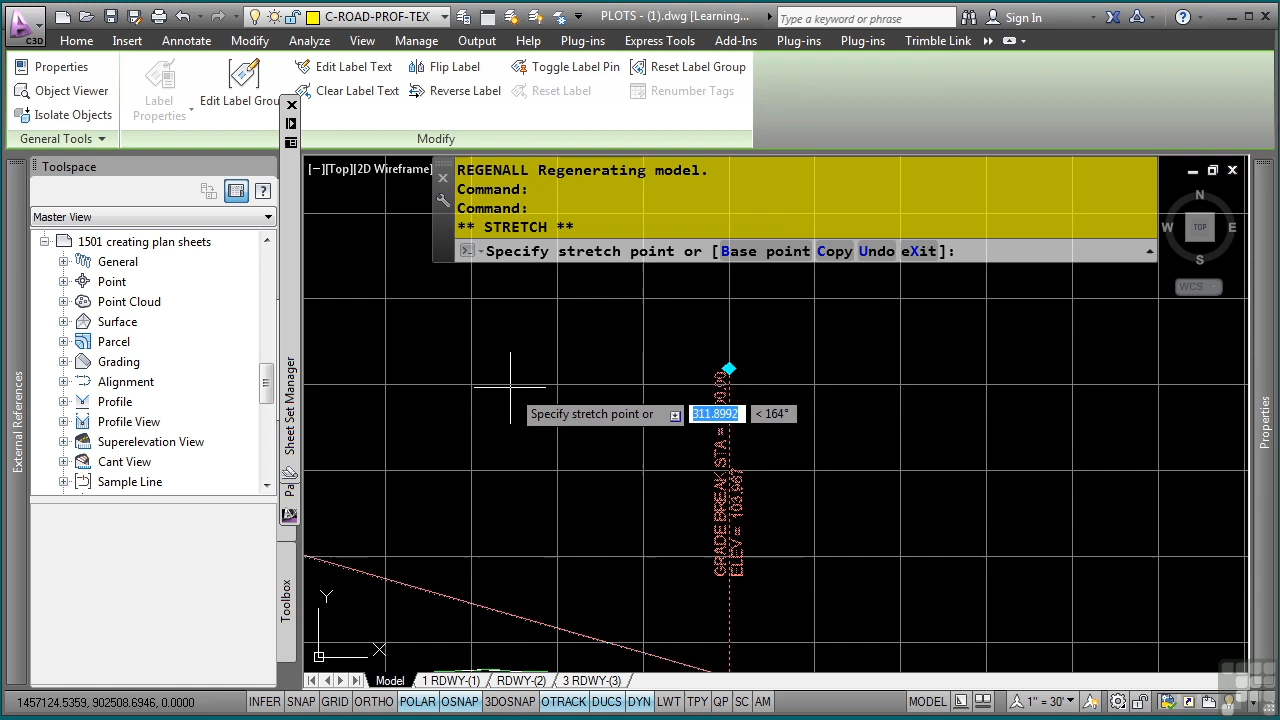 C-ROAD-PROF-TEX
PLOTS - (1).dwg [Learning...
Type a keyword or phrase
Sign In
C3D
Home
Insert
Annotate
Modify
Analyze
View
Manage
Output
Help
Plug-ins
Express Tools
Add-Ins
Plug-ins
Plug-ins
Trimble Link
Properties
Object Viewer
Isolate Objects
General Tools
Label
Properties
Edit Label Grou
Edit Label Text
Clear Label Text
Flip Label
Reverse Label
Toggle Label Pin
Reset Label
Reset Label Group
Renumber Tags
Modify
Toolspace
Master View
1501 creating plan sheets
General
Point
Point Cloud
Surface
Parcel
Grading
Alignment
Profile
Profile View
Superelevation View
Cant View
Sample Line
External References
Sheet Set Manager
Pa
Toolbox
Properties
[−][Top][2D Wireframe]
REGENALL Regenerating model.
Command:
Command:
** STRETCH **
Specify stretch point or [Base point Copy Undo eXit]:
N
W
TOP
E
S
WCS
Specify stretch point or
311.8992
< 164°
GRADE BREAK STA =
ELEV = 103.987
Y
X
Model
1 RDWY-(1)
RDWY-(2)
3 RDWY-(3)
1457124.5359, 902508.6946, 0.0000
INFER
SNAP
GRID
ORTHO
POLAR
OSNAP
3DOSNAP
OTRACK
DUCS
DYN
LWT
TPY
QP
SC
AM
MODEL
1" = 30'